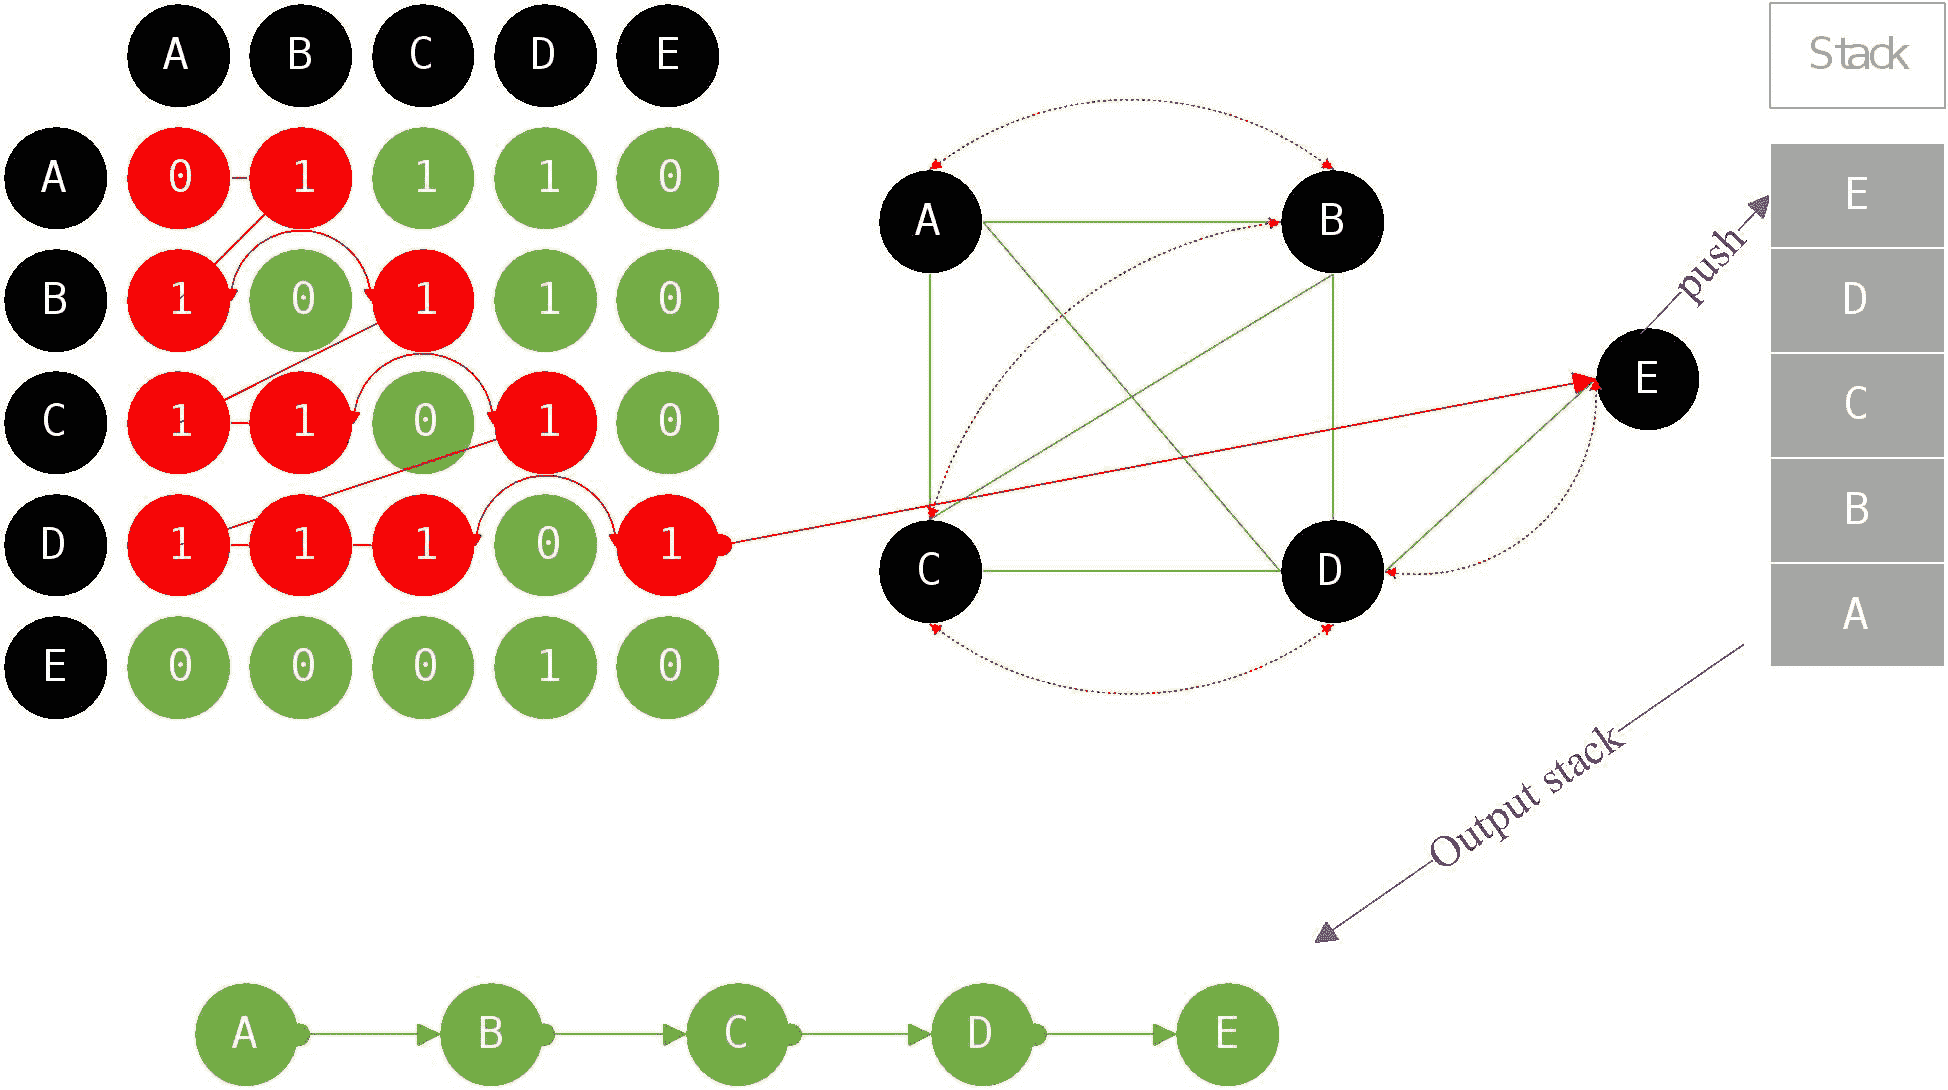 A B C D E
A 0 1 1 1 0
B 1 0 1 1 0
C 1 1 0 1 0
D 1 1 1 0 1
E 0 0 0 1 0
A B
C D
E
push
Stack
E
D
C
B
A
Output stack
A B C D E